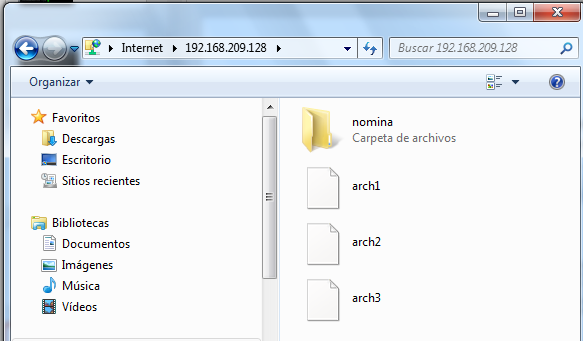 Internet ▸ 192.168.209.128 ▸
Buscar 192.168.209.128
Organizar
Favoritos
Descargas
Escritorio
Sitios recientes
Bibliotecas
Documentos
Imágenes
Música
Vídeos
nomina
Carpeta de archivos
arch1
arch2
arch3